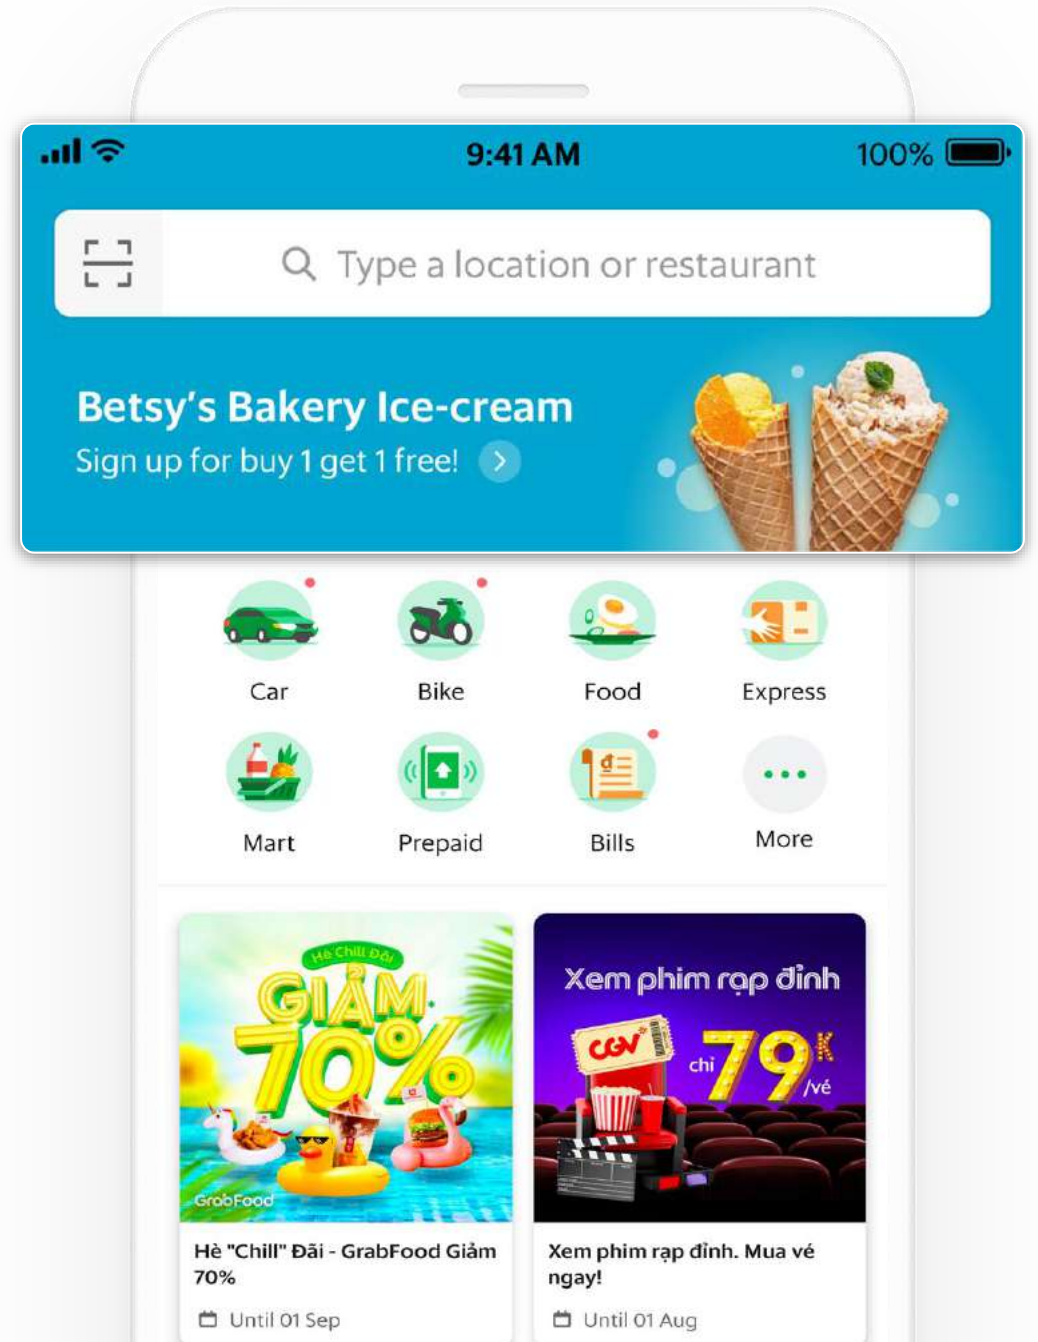 9:41 AM 100%
Type a location or restaurant
Betsy's Bakery Ice-cream
Sign up for buy 1 get 1 free!
Car Bike Food Express
Mart Prepaid Bills More
Hè Chill Đãi
GIẢM
70%
GrabFood
Xem phim rạp đỉnh
CGV
chỉ 79K/vé
Hè "Chill" Đãi - GrabFood Giảm
70%
Until 01 Sep
Xem phim rạp đỉnh. Mua vé
ngay!
Until 01 Aug